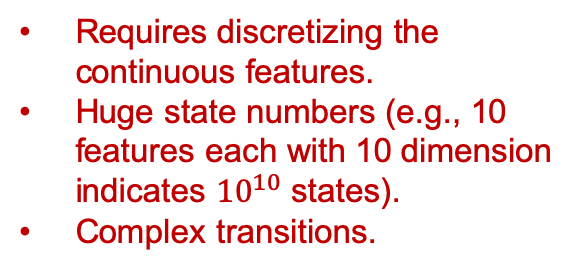 • Requires discretizing the
continuous features.
• Huge state numbers (e.g., 10
features each with 10 dimension
indicates 10¹⁰ states).
• Complex transitions.